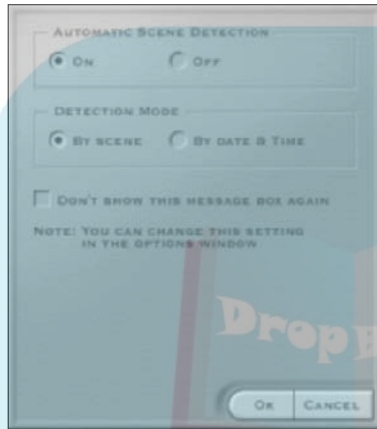 AUTOMATIC SCENE DETECTION
ON OFF
DETECTION MODE
BY SCENE BY DATE & TIME
DON'T SHOW THIS MESSAGE BOX AGAIN
NOTE: YOU CAN CHANGE THIS SETTING
IN THE OPTIONS WINDOW
Drop
OK CANCEL